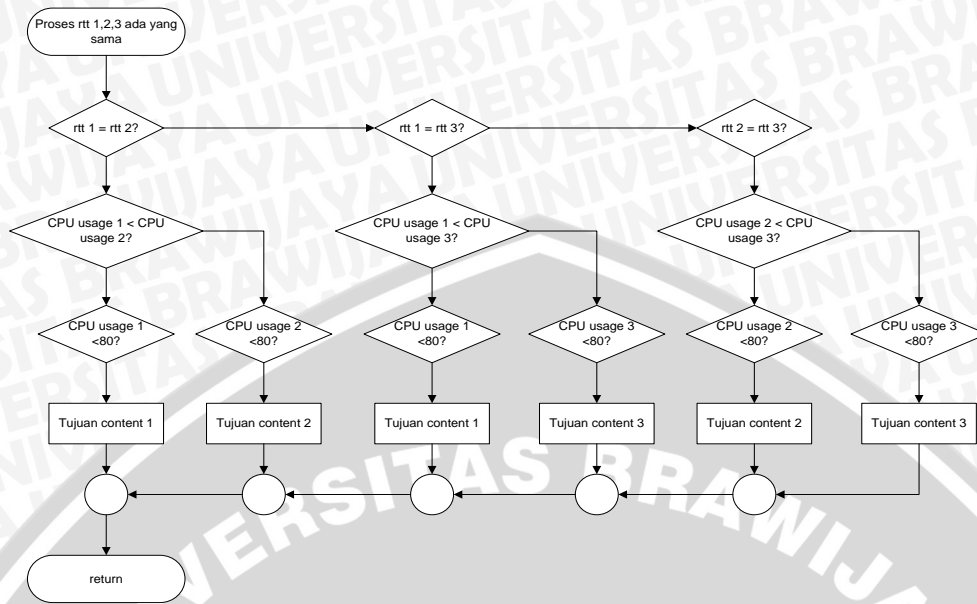 Proses rtt 1,2,3 ada yang
sama
rtt 1 = rtt 2?
rtt 1 = rtt 3?
rtt 2 = rtt 3?
CPU usage 1 < CPU
usage 2?
CPU usage 1 < CPU
usage 3?
CPU usage 2 < CPU
usage 3?
CPU usage 1
<80?
CPU usage 2
<80?
CPU usage 1
<80?
CPU usage 3
<80?
CPU usage 2
<80?
CPU usage 3
<80?
Tujuan content 1
Tujuan content 2
Tujuan content 1
Tujuan content 3
Tujuan content 2
Tujuan content 3
return
VERSITAS BRAWIJA